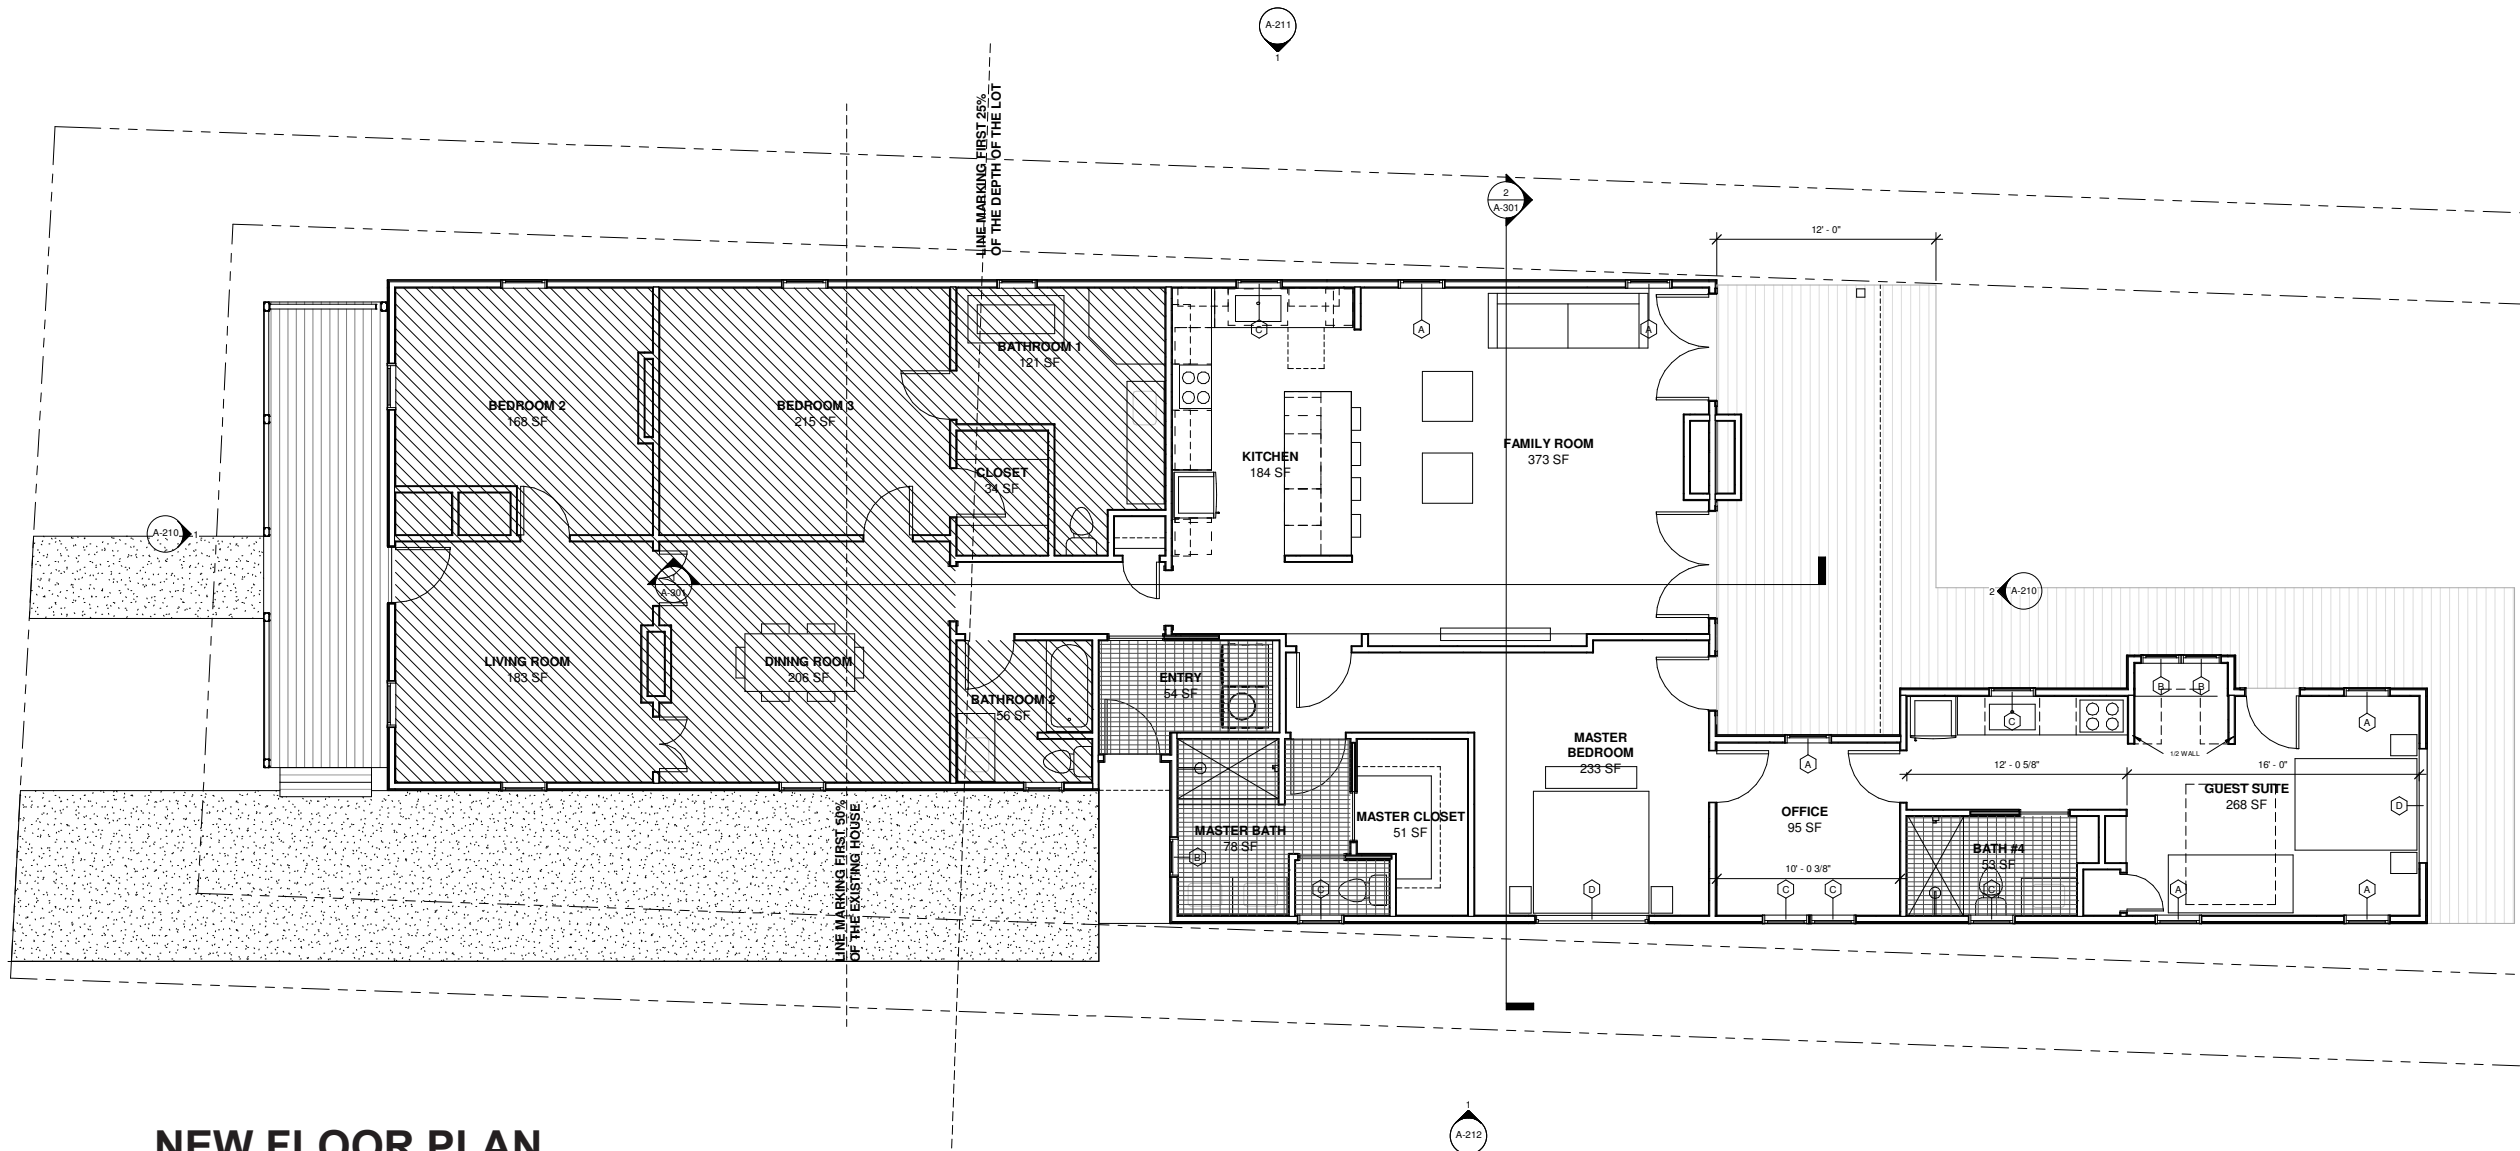 A-211
1
LINE MARKING FIRST 25%
OF THE DEPTH OF THE LOT
2
A-301
12' - 0"
C
A
A
BATHROOM 1
121 SF
BEDROOM 2
168 SF
BEDROOM 3
215 SF
FAMILY ROOM
373 SF
KITCHEN
184 SF
CLOSET
34 SF
A-210
1
A-301
2
A-210
LIVING ROOM
183 SF
DINING ROOM
206 SF
ENTRY
54 SF
BATHROOM 2
56 SF
B
B
C
A
MASTER
BEDROOM
233 SF
1/2 WALL
A
12' - 0 5/8"
16' - 0"
GUEST SUITE
268 SF
D
OFFICE
95 SF
MASTER CLOSET
51 SF
MASTER BATH
78 SF
B
BATH #4
53 SF
10' - 0 3/8"
C
D
C
C
C
A
A
LINE MARKING FIRST 50%
OF THE EXISTING HOUSE
1
A-212
NEW FLOOR PLAN